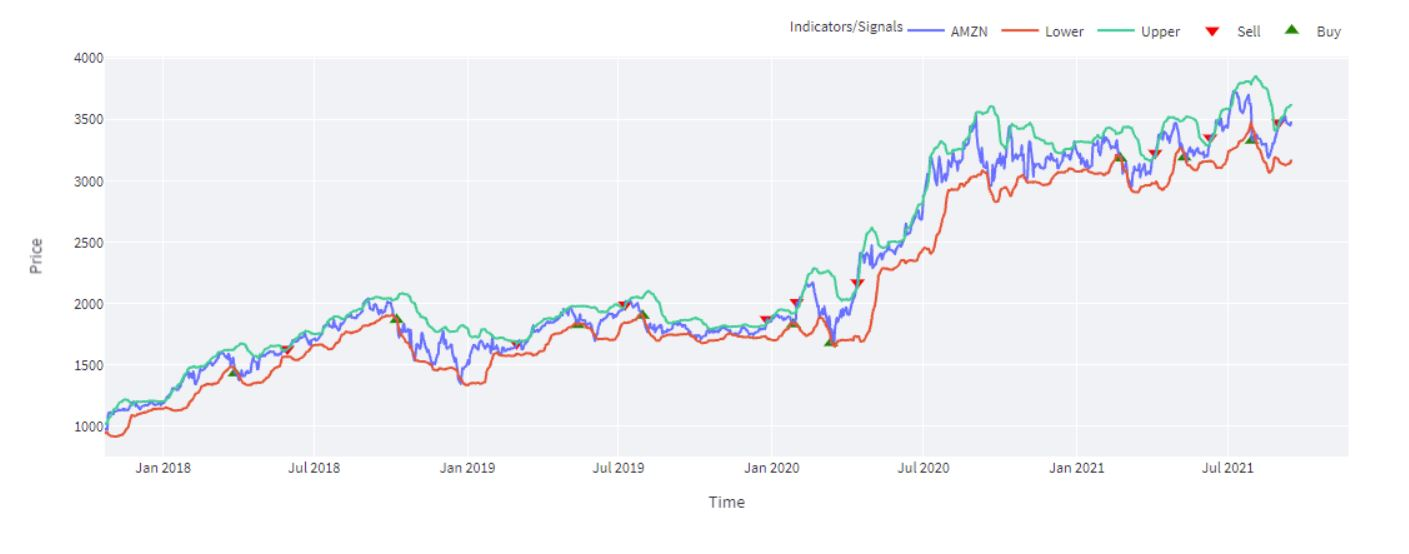 Indicators/Signals AMZN Lower Upper Sell Buy
4000
3500
3000
2500
2000
1500
1000
Price
Jan 2018 Jul 2018 Jan 2019 Jul 2019 Jan 2020 Jul 2020 Jan 2021 Jul 2021
Time